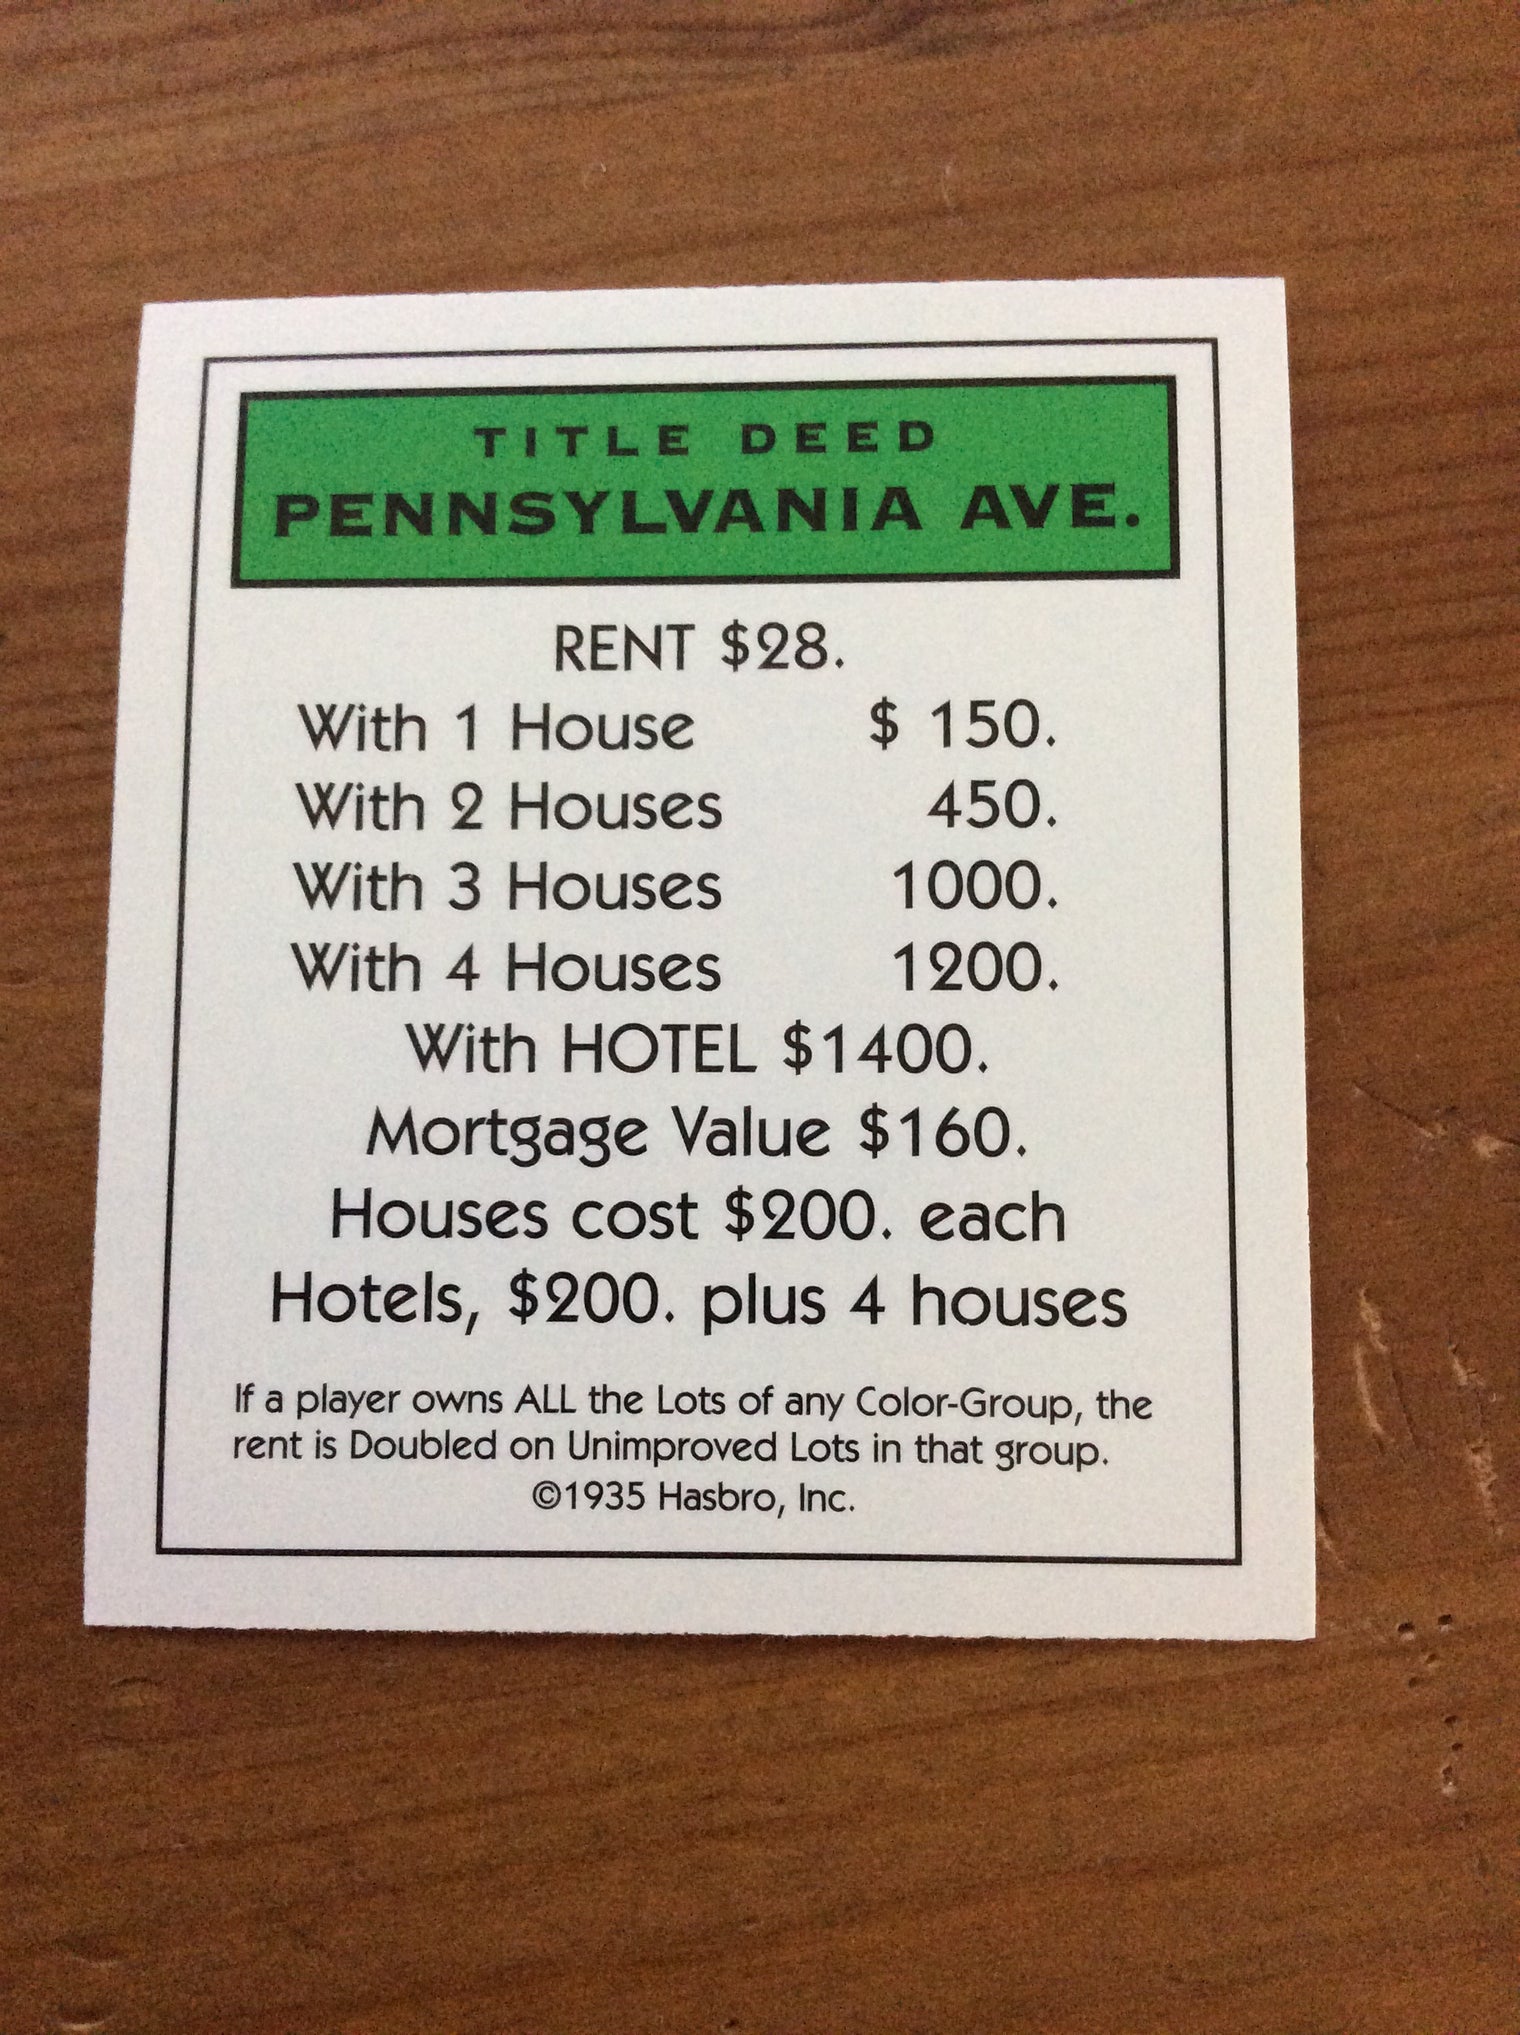 TITLE DEED
PENNSYLVANIA AVE.
RENT $28.
With 1 House $ 150.
With 2 Houses 450.
With 3 Houses 1000.
With 4 Houses 1200.
With HOTEL $1400.
Mortgage Value $160.
Houses cost $200. each
Hotels, $200. plus 4 houses
If a player owns ALL the Lots of any Color-Group, the
rent is Doubled on Unimproved Lots in that group.
©1935 Hasbro, Inc.